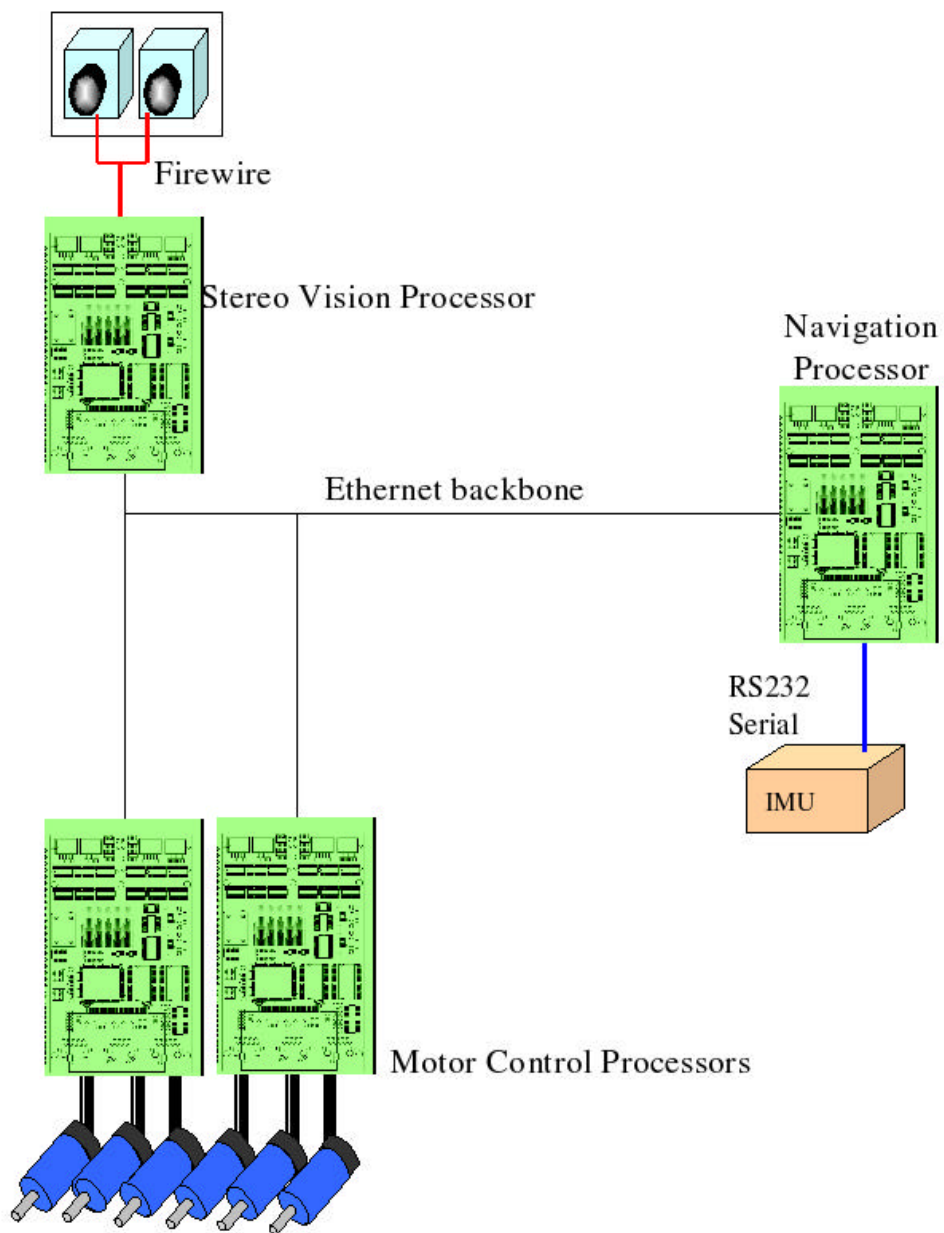 Firewire
Stereo Vision Processor
Navigation
Processor
Ethernet backbone
RS232
Serial
IMU
Motor Control Processors